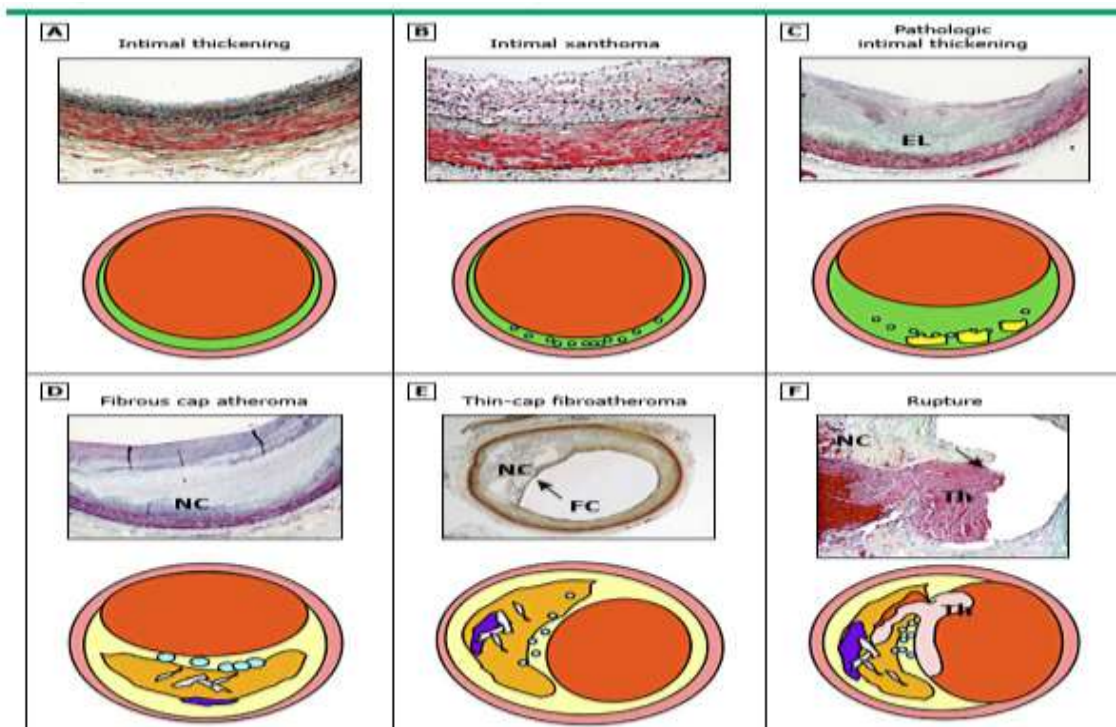 A
Intimal thickening
B
Intimal xanthoma
C
Pathologic
intimal thickening
EL
D
Fibrous cap atheroma
NC
E
Thin-cap fibroatheroma
NC
FC
F
Rupture
NC
Th
Th